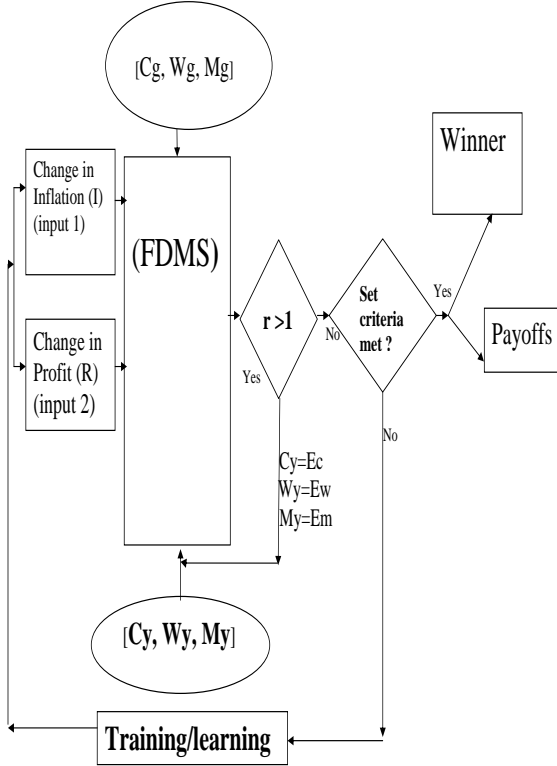 [Cg, Wg, Mg]
Winner
Change in
Inflation (I)
(input 1)
(FDMS)
Change in
Profit (R)
(input 2)
r >1
No
Yes
Set
criteria
met ?
Yes
Payoffs
No
Cy=Ec
Wy=Ew
My=Em
[Cy, Wy, My]
Training/learning